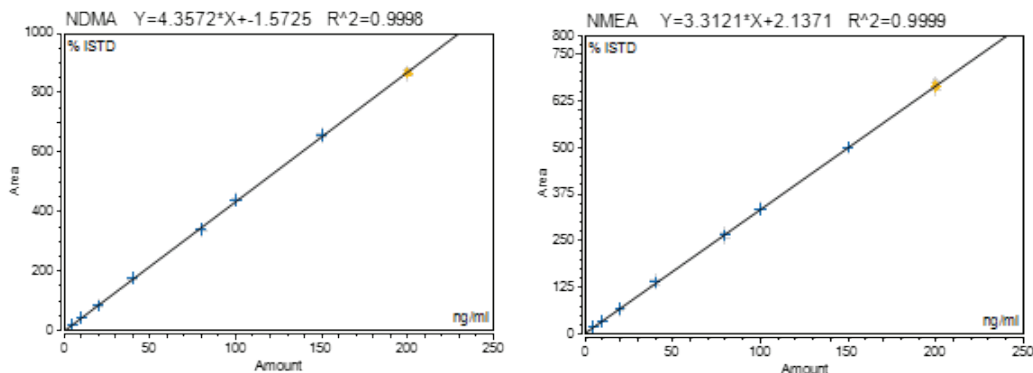 NDMA Y=4.3572*X+-1.5725 R^2=0.9998
% ISTD
1000
800
600
400
200
0
Area
ng/ml
0 50 100 150 200 250
Amount
NMEA Y=3.3121*X+2.1371 R^2=0.9999
% ISTD
800
625
500
375
250
125
0
Area
ng/ml
0 50 100 150 200 250
Amount